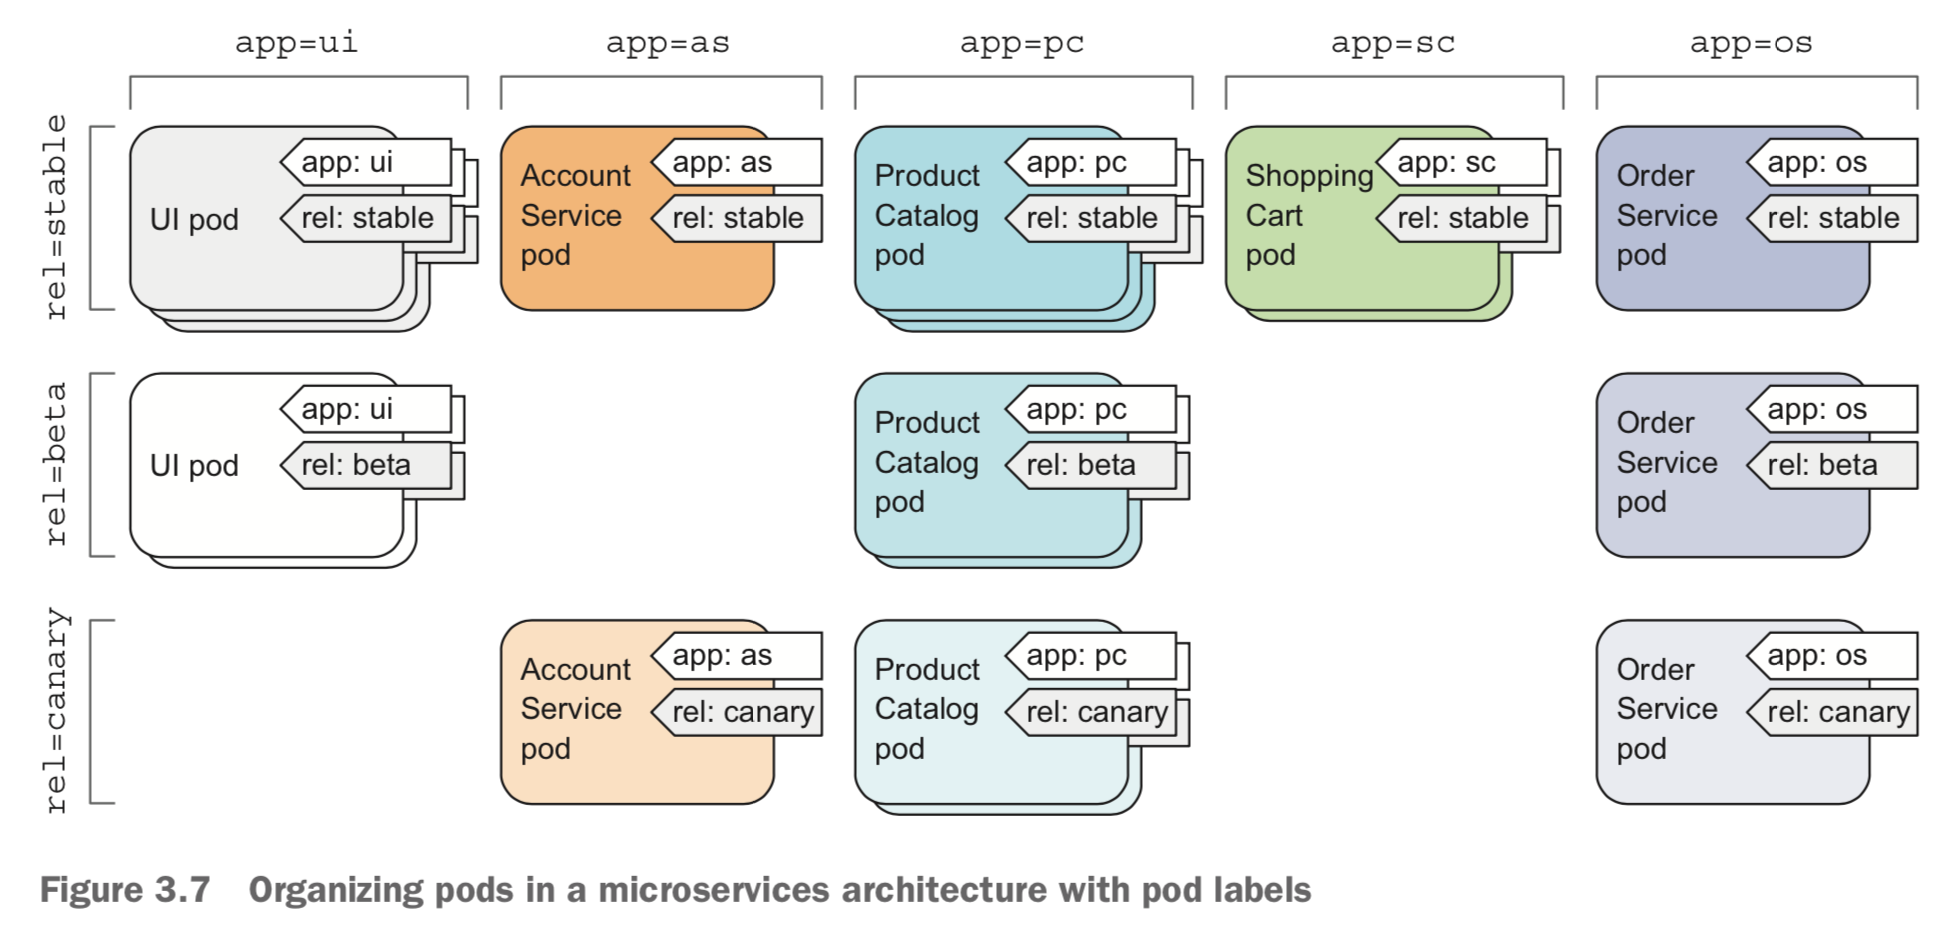 app=ui
app=as
app=pc
app=sc
app=os
rel=stable
UI pod
app: ui
rel: stable
Account
Service
pod
app: as
rel: stable
Product
Catalog
pod
app: pc
rel: stable
Shopping
Cart
pod
app: sc
rel: stable
Order
Service
pod
app: os
rel: stable
rel=beta
UI pod
app: ui
rel: beta
Product
Catalog
pod
app: pc
rel: beta
Order
Service
pod
app: os
rel: beta
rel=canary
Account
Service
pod
app: as
rel: canary
Product
Catalog
pod
app: pc
rel: canary
Order
Service
pod
app: os
rel: canary
Figure 3.7 Organizing pods in a microservices architecture with pod labels